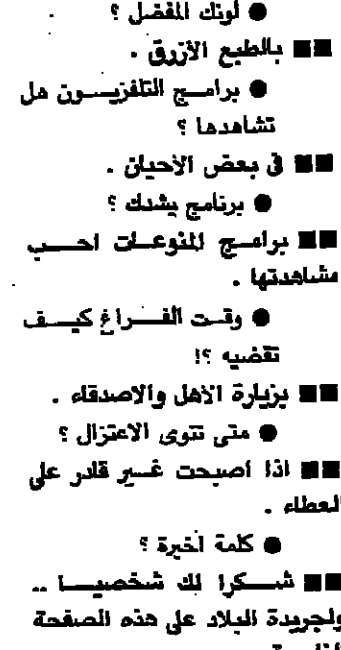 ● لونك المفضل ؟
■■ بالطبع الأزرق .
● برامج التلفزيون هل
تشاهدها ؟
■■ في بعض الأحيان .
● برنامج يشدك ؟
■■ برامج المنوعات احب
مشاهدتها .
● وقت الفراغ كيف
تقضيه ؟!
■■ بزيارة الأهل والاصدقاء .
● متى تنوى الاعتزال ؟
■■ اذا أصبحت غير قادر على
العطاء .
● كلمة أخيرة ؟
■■ شكرا لك شخصيا ..
ولجريدة البلاد على هذه الصفحة